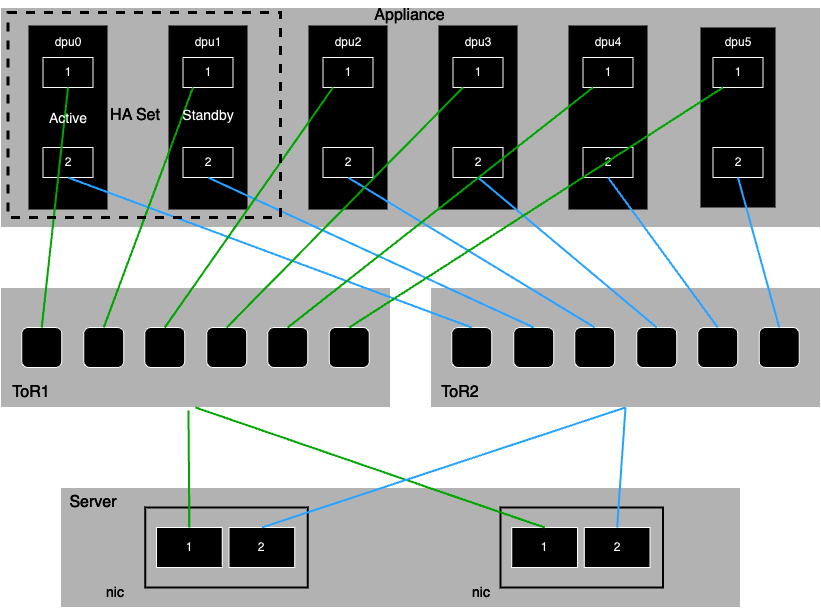 Appliance
dpu0 dpu1 dpu2 dpu3 dpu4 dpu5
1 1 1 1 1 1
Active HA Set Standby
2 2 2 2 2 2
ToR1 ToR2
Server
1 2 1 2
nic nic